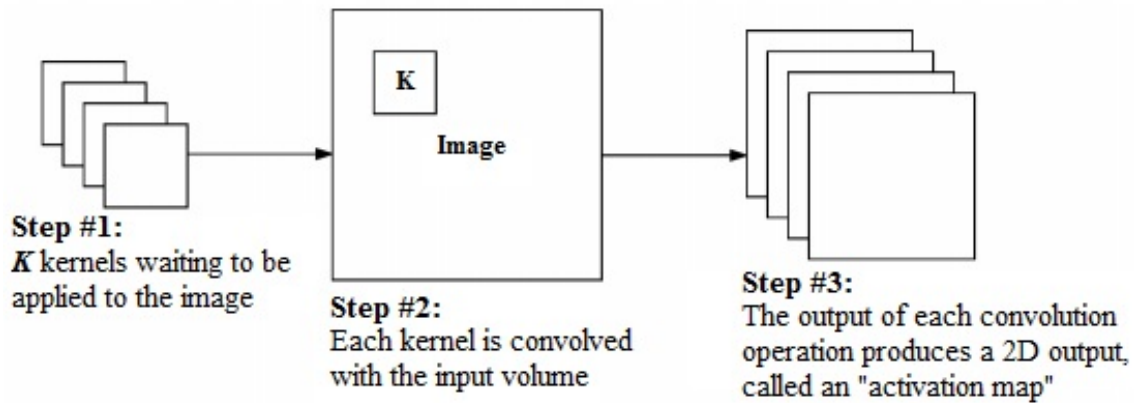 K
Image
Step #1:
K kernels waiting to be
applied to the image
Step #2:
Each kernel is convolved
with the input volume
Step #3:
The output of each convolution
operation produces a 2D output,
called an "activation map"